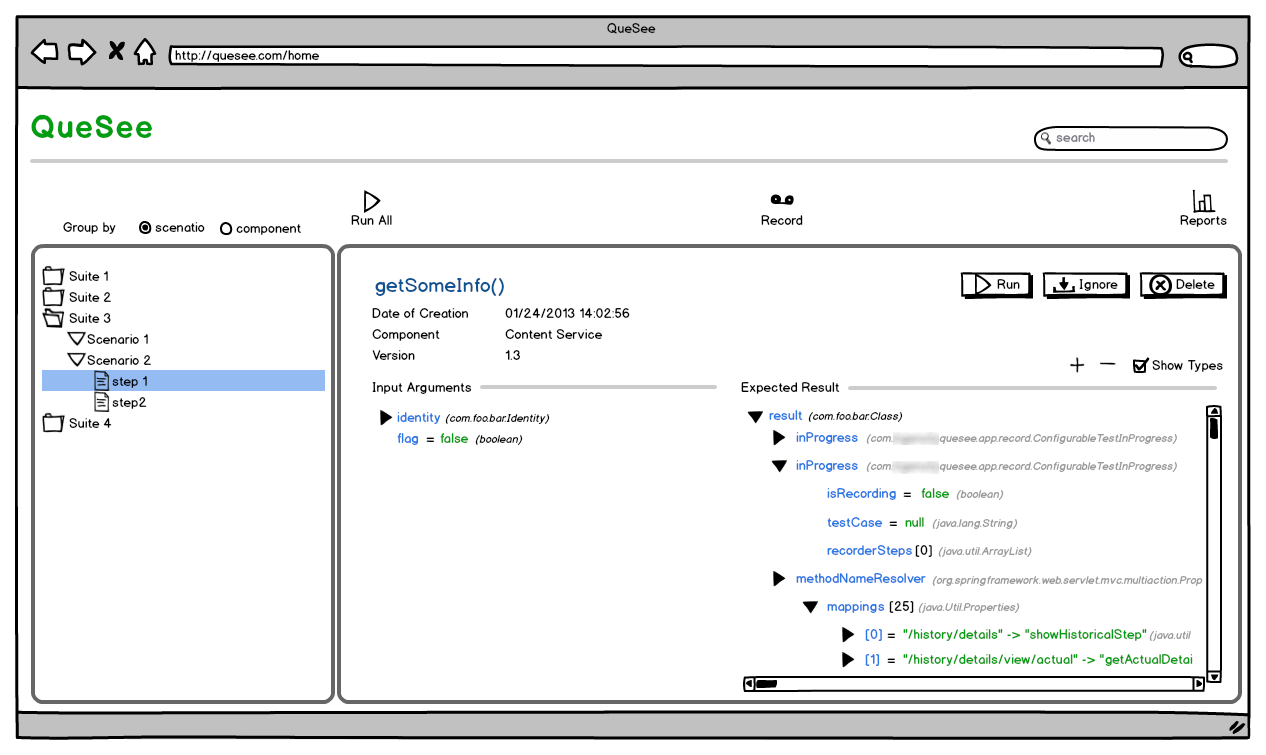 QueSee
http://quesee.com/home
QueSee
search
Run All
Record
Reports
Group by scenatio component
Suite 1
Suite 2
Suite 3
Scenario 1
Scenario 2
step 1
step2
Suite 4
getSomeInfo()
Run Ignore Delete
Date of Creation 01/24/2013 14:02:56
Component Content Service
Version 1.3
Show Types
Input Arguments
identity (com.foo.bar.Identity)
flag = false (boolean)
Expected Result
result (com.foo.bar.Class)
inProgress (com. quesee.app.record.ConfigurableTestInProgress)
inProgress (com. quesee.app.record.ConfigurableTestInProgress)
isRecording = false (boolean)
testCase = null (java.lang.String)
recorderSteps [0] (java.util.ArrayList)
methodNameResolver (org.springframework.web.servlet.mvc.multiaction.Prop
mappings [25] (java.Util.Properties)
[0] = "/history/details" -> "showHistoricalStep" (java.util
[1] = "/history/details/view/actual" -> "getActualDetai